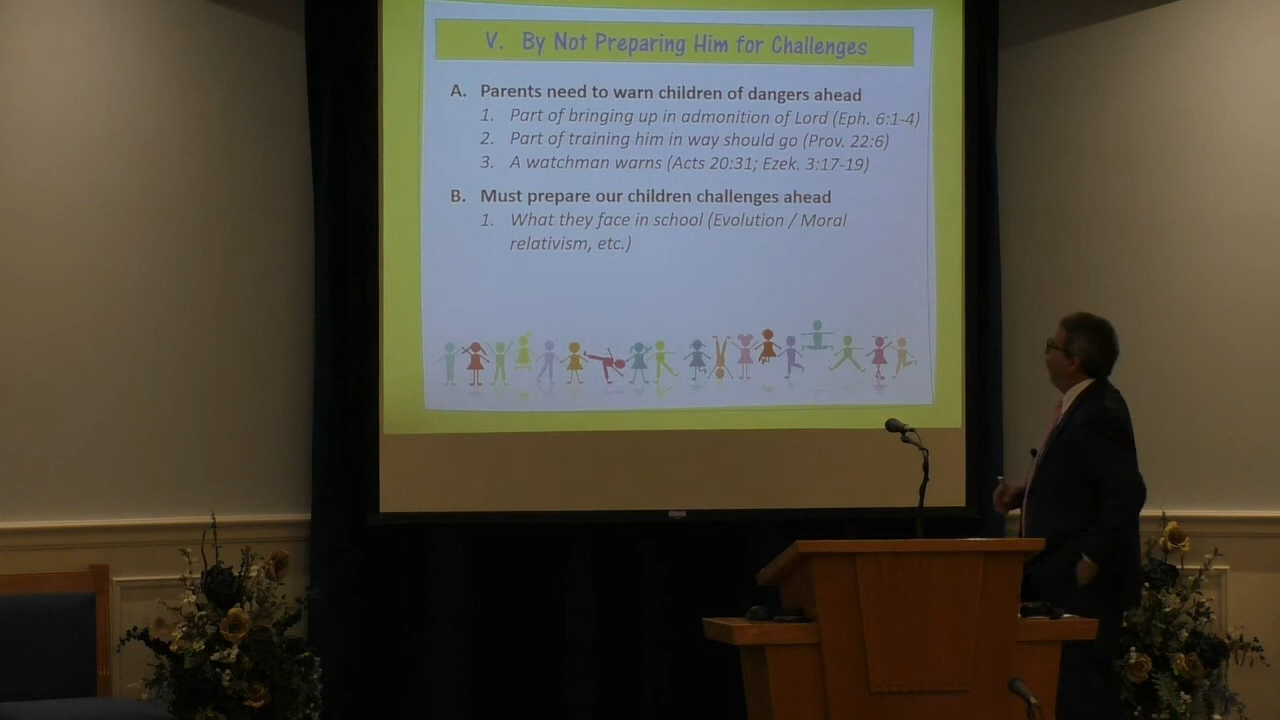 V. By Not Preparing Him for Challenges
A. Parents need to warn children of dangers ahead
1. Part of bringing up in admonition of Lord (Eph. 6:1-4)
2. Part of training him in way should go (Prov. 22:6)
3. A watchman warns (Acts 20:31; Ezek. 3:17-19)
B. Must prepare our children challenges ahead
1. What they face in school (Evolution / Moral
relativism, etc.)